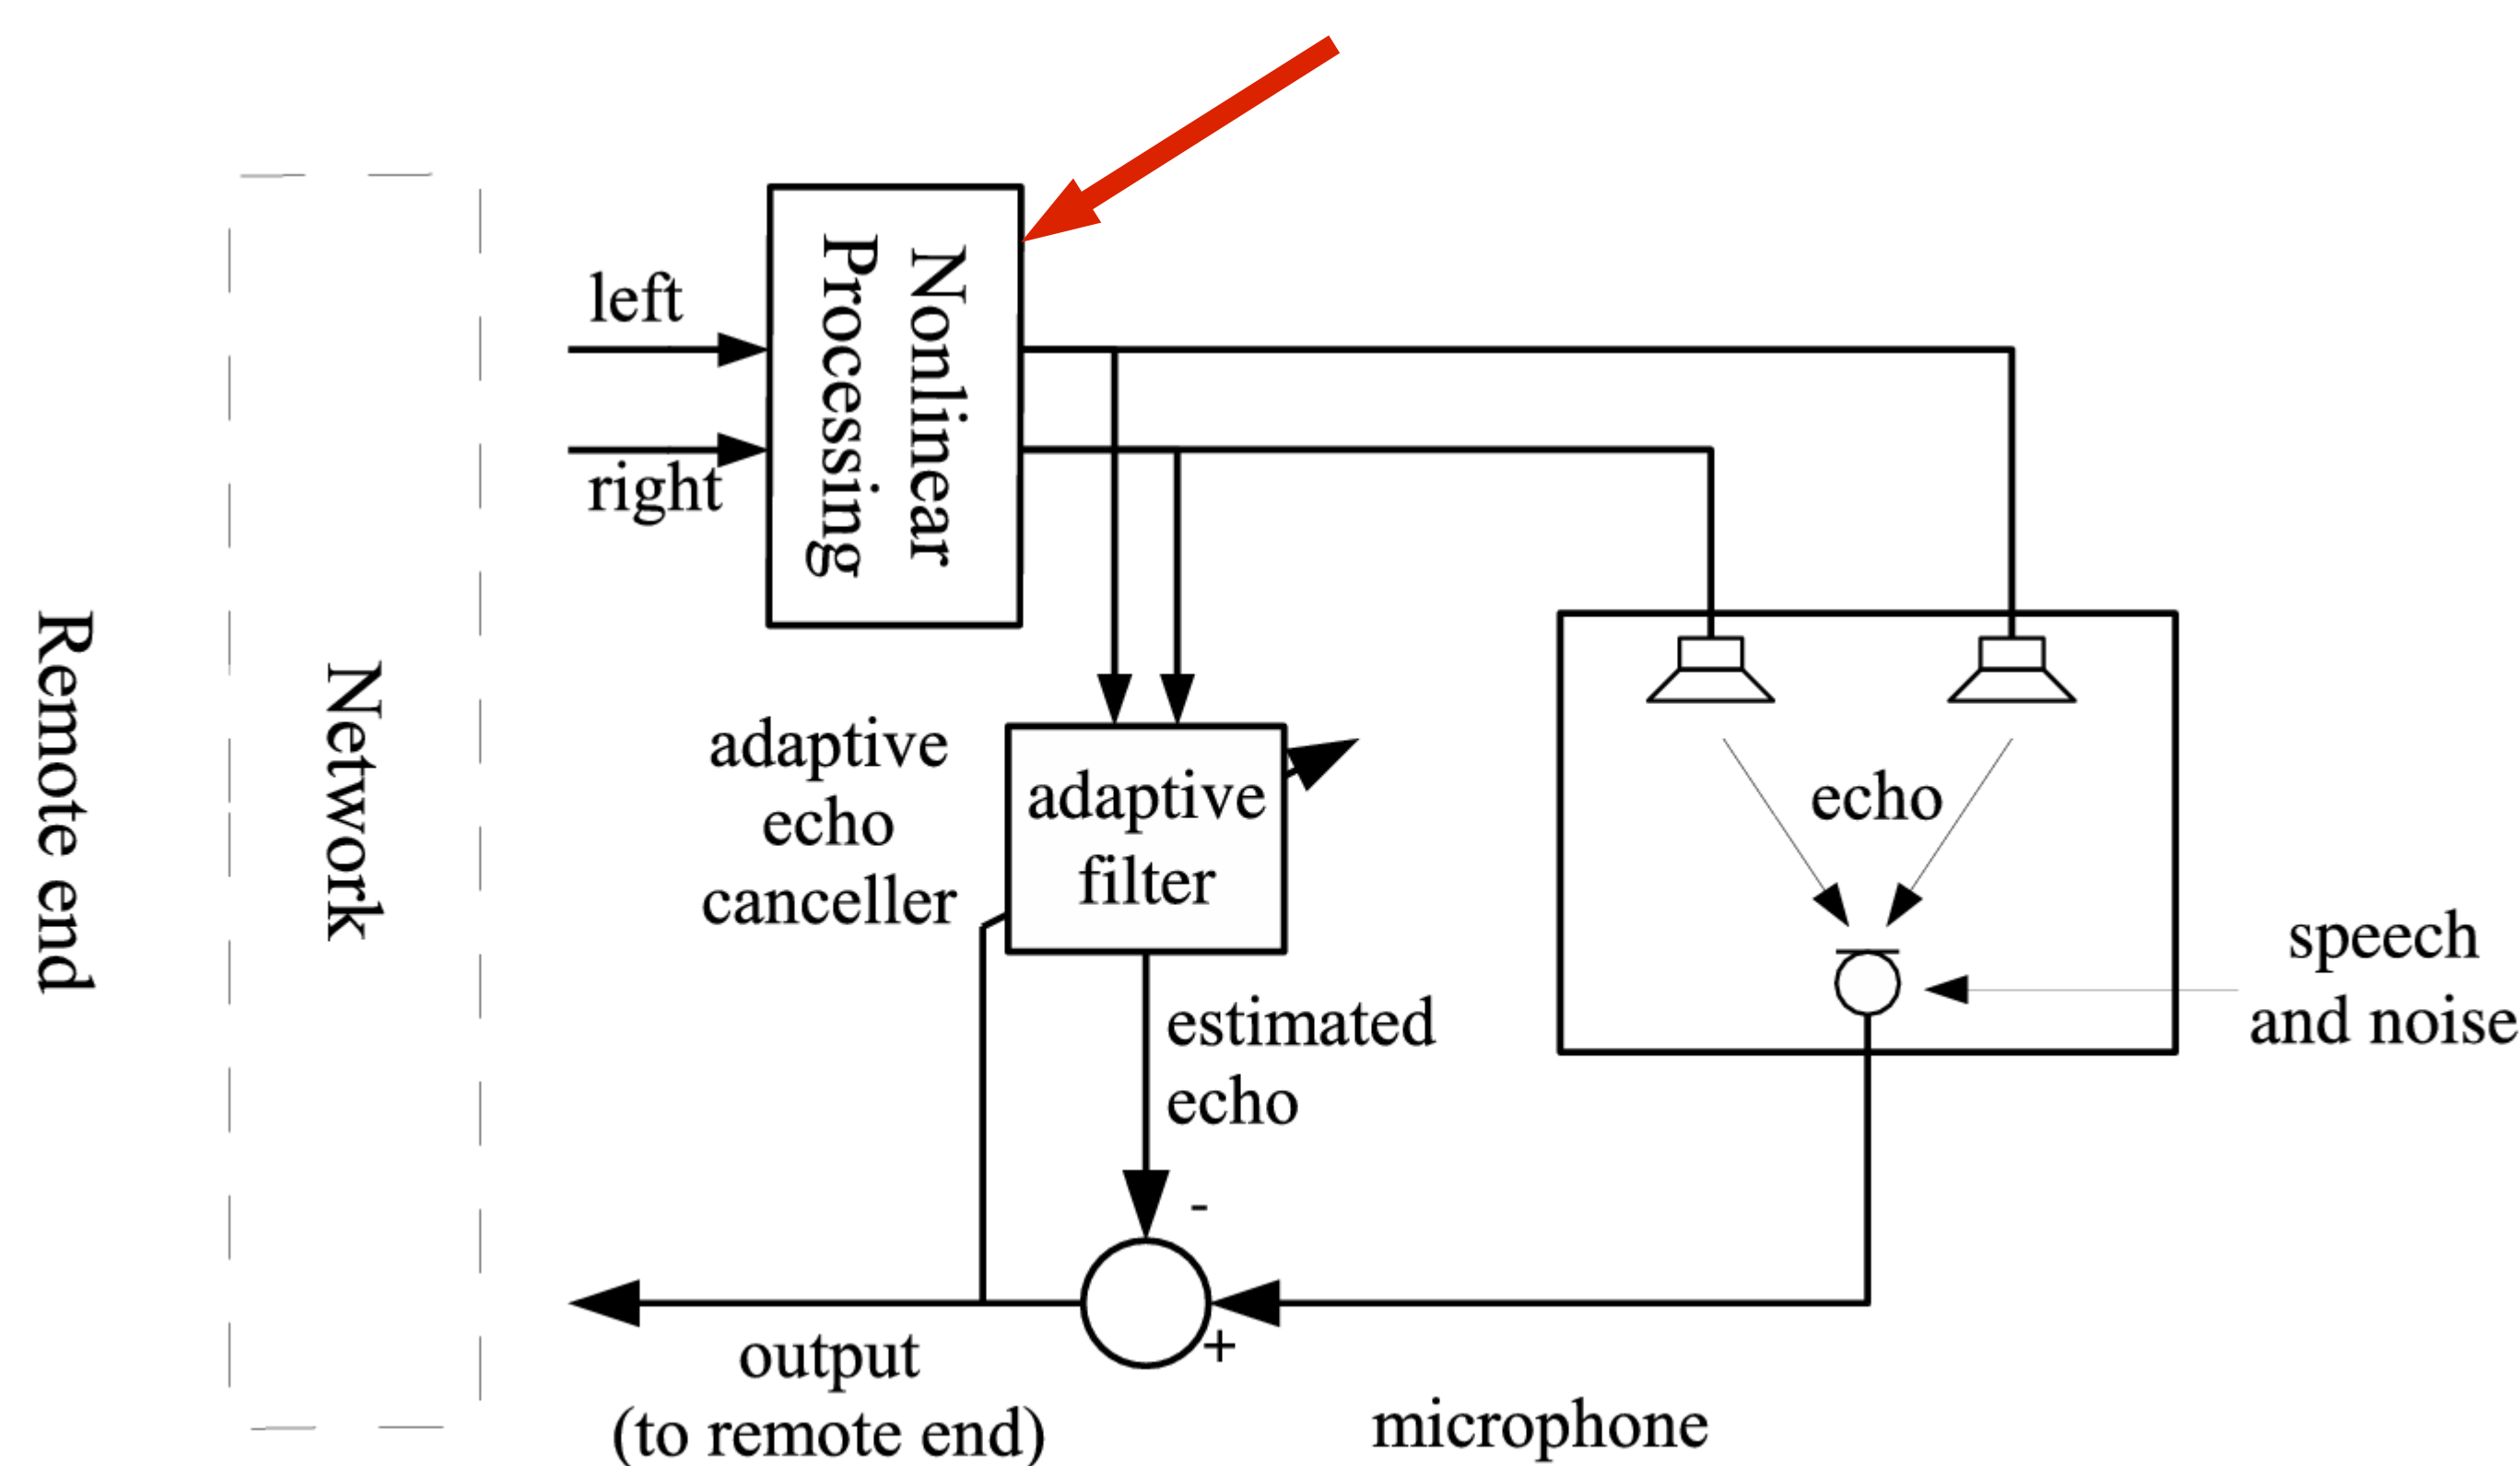 Remote end
Network
left
right
Nonlinear
Processing
adaptive
echo
canceller
adaptive
filter
echo
speech
and noise
estimated
echo
-
+
output
(to remote end)
microphone